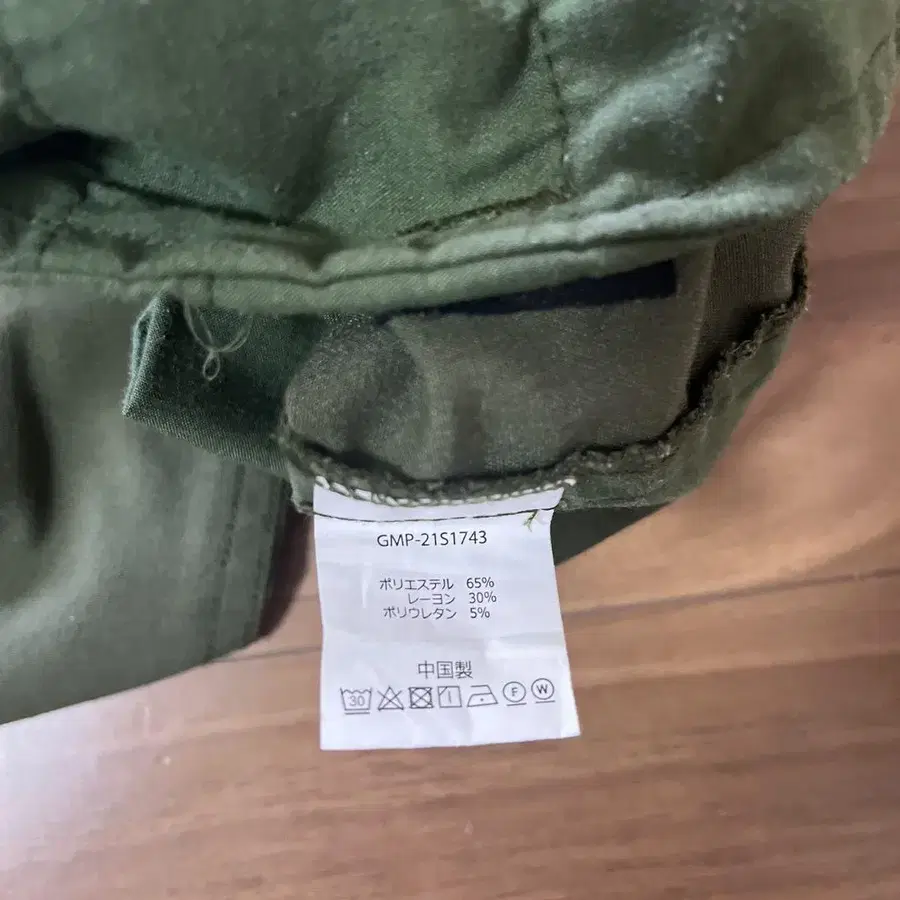 GMP-21S1743
ポリエステル 65%
レーヨン 30%
ポリウレタン 5%
中国製
30 F W